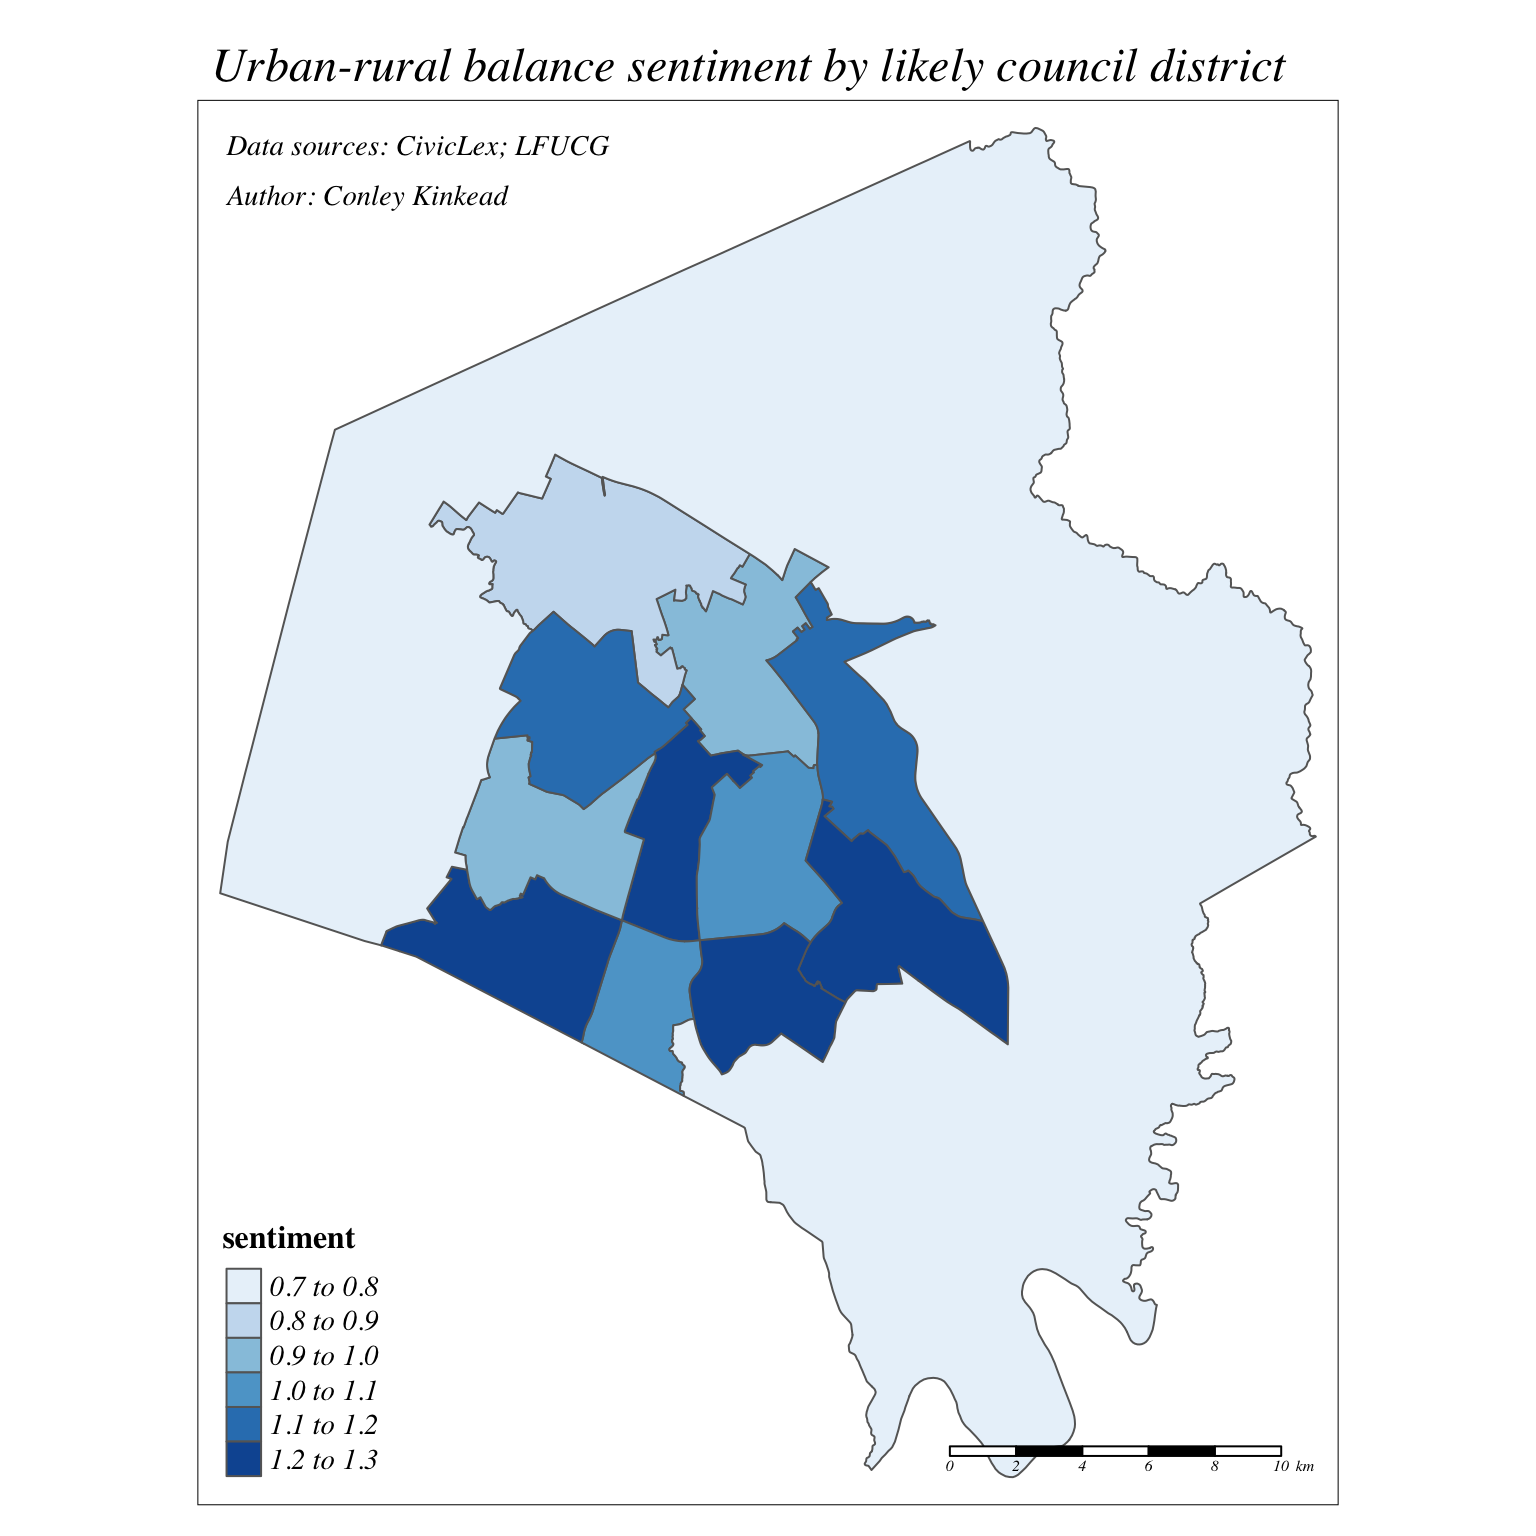 Urban-rural balance sentiment by likely council district
Data sources: CivicLex; LFUCG
Author: Conley Kinkead
sentiment
0.7 to 0.8
0.8 to 0.9
0.9 to 1.0
1.0 to 1.1
1.1 to 1.2
1.2 to 1.3
0 2 4 6 8 10 km